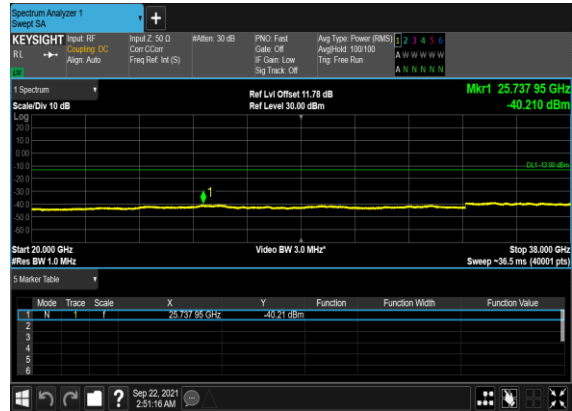 Spectrum Analyzer 1
Swept SA
+
KEYSIGHT Input: RF Input Z: 50 Ω #Atten: 30 dB PNO: Fast Avg Type: Power (RMS) 1 2 3 4 5 6
RL Coupling: DC Corr CCorr Gate: Off Avg|Hold: 100/100 A W W W W W
Align: Auto Freq Ref: Int (S) IF Gain: Low Trig: Free Run
Sig Track: Off A N N N N N
1 Spectrum Ref Lvl Offset 11.78 dB Mkr1 25.737 95 GHz
Scale/Div 10 dB Ref Level 30.00 dBm -40.210 dBm
Log
20.0
10.0
0.00
-10.0 DL1 -13.00 dBm
-20.0
-30.0 1
-40.0
-50.0
-60.0
Start 20.000 GHz Video BW 3.0 MHz* Stop 38.000 GHz
#Res BW 1.0 MHz Sweep ~36.5 ms (40001 pts)
5 Marker Table
Mode Trace Scale X Y Function Function Width Function Value
1 N 1 f 25.737 95 GHz -40.21 dBm
2
3
4
5
6
? Sep 22, 2021
2:51:16 AM